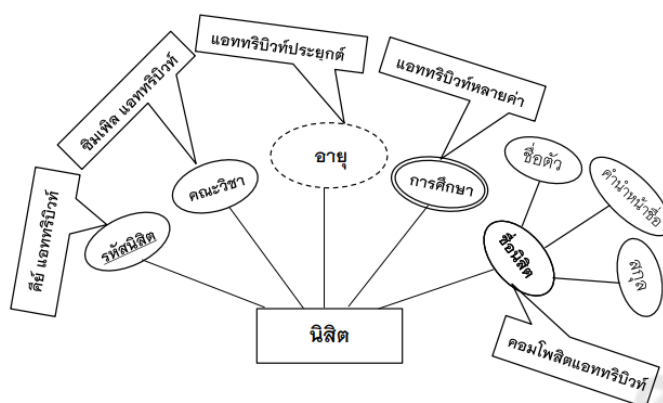 แอททริบิวท์ประยุกต์
แอททริบิวท์หลายค่า
ซิมเพิล แอททริบิวท์
คีย์ แอททริบิวท์
รหัสนิสิต
คณะวิชา
อายุ
การศึกษา
ชื่อตัว
คำนำหน้าชื่อ
สกุล
ชื่อนิสิต
นิสิต
คอมโพสิตแอททริบิวท์